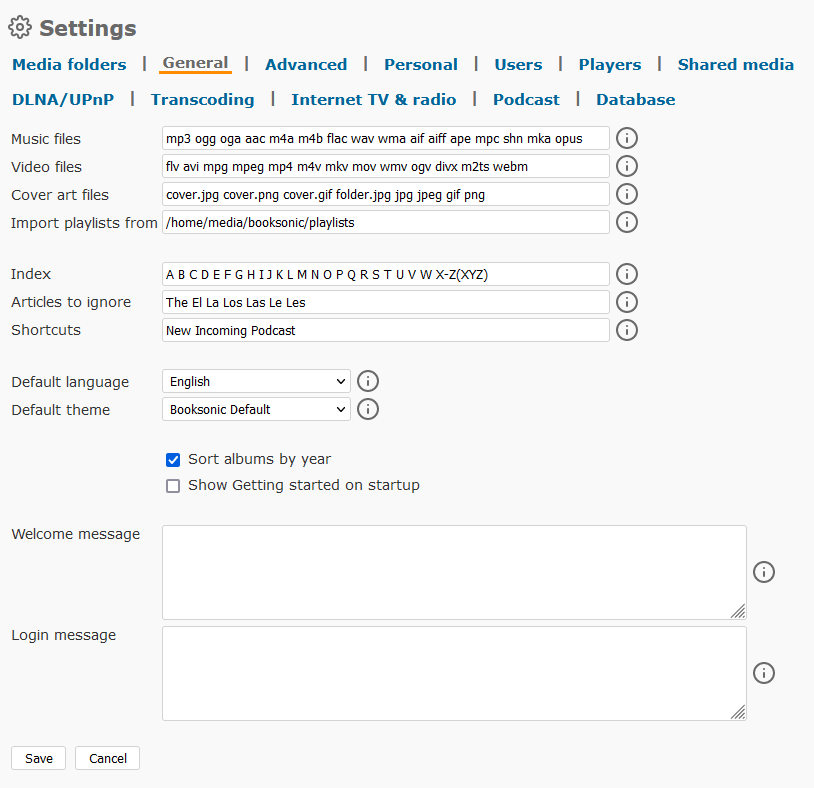 Settings
Media folders | General | Advanced | Personal | Users | Players | Shared media
DLNA/UPnP | Transcoding | Internet TV & radio | Podcast | Database
Music files mp3 ogg oga aac m4a m4b flac wav wma aif aiff ape mpc shn mka opus
Video files flv avi mpg mpeg mp4 m4v mkv mov wmv ogv divx m2ts webm
Cover art files cover.jpg cover.png cover.gif folder.jpg jpg jpeg gif png
Import playlists from /home/media/booksonic/playlists
Index A B C D E F G H I J K L M N O P Q R S T U V W X-Z(XYZ)
Articles to ignore The El La Los Las Le Les
Shortcuts New Incoming Podcast
Default language English
Default theme Booksonic Default
Sort albums by year
Show Getting started on startup
Welcome message
Login message
Save Cancel